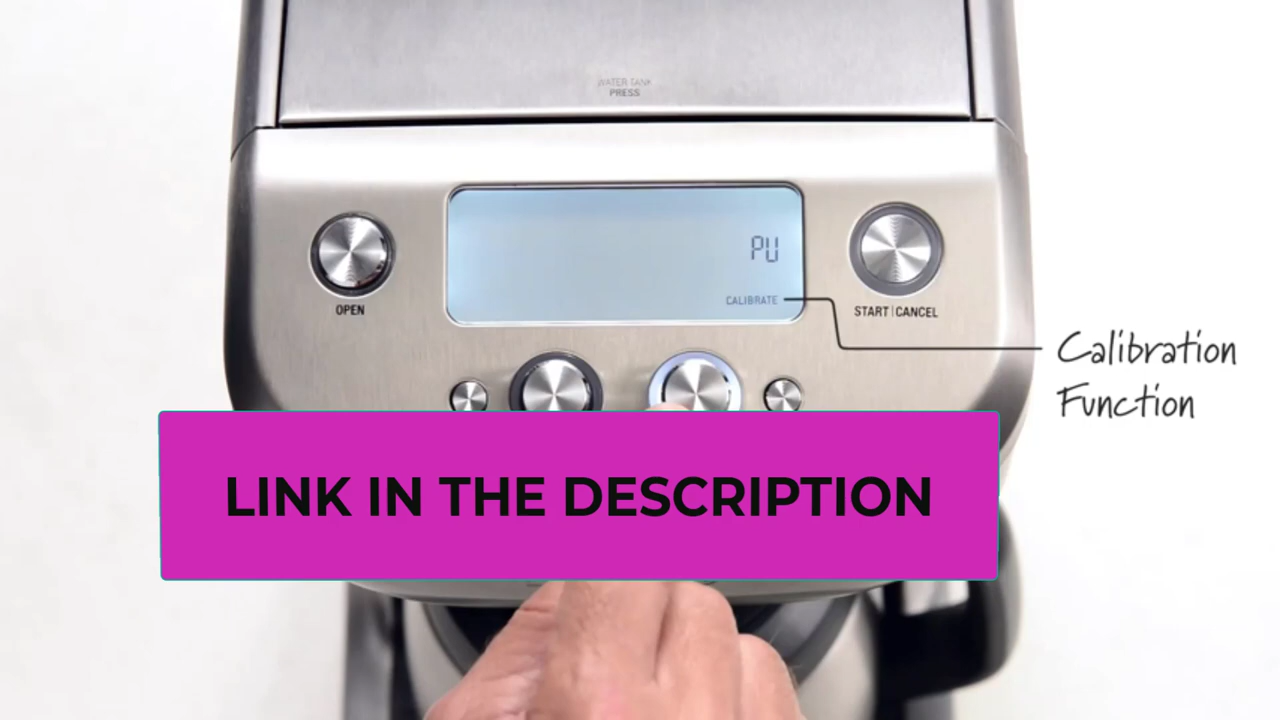 WATER TANK
PRESS
PU
CALIBRATE
OPEN
START | CANCEL
Calibration
Function
LINK IN THE DESCRIPTION